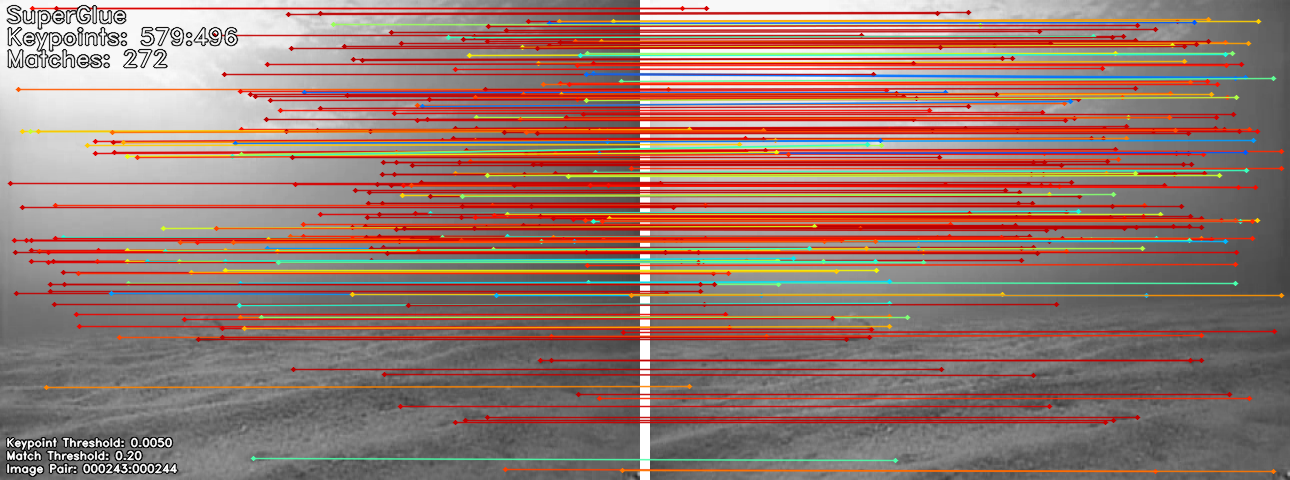 SuperGlue
Keypoints: 579:496
Matches: 272
Keypoint Threshold: 0.0050
Match Threshold: 0.20
Image Pair: 000243:000244